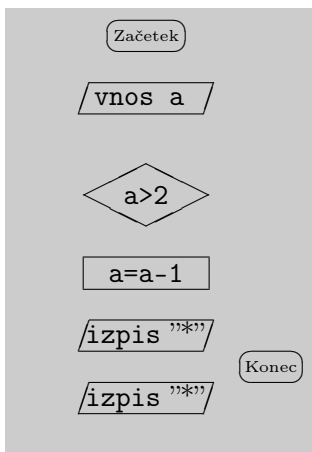 Začetek
vnos a
a>2
a=a-1
izpis ”*”
Konec
izpis ”*”